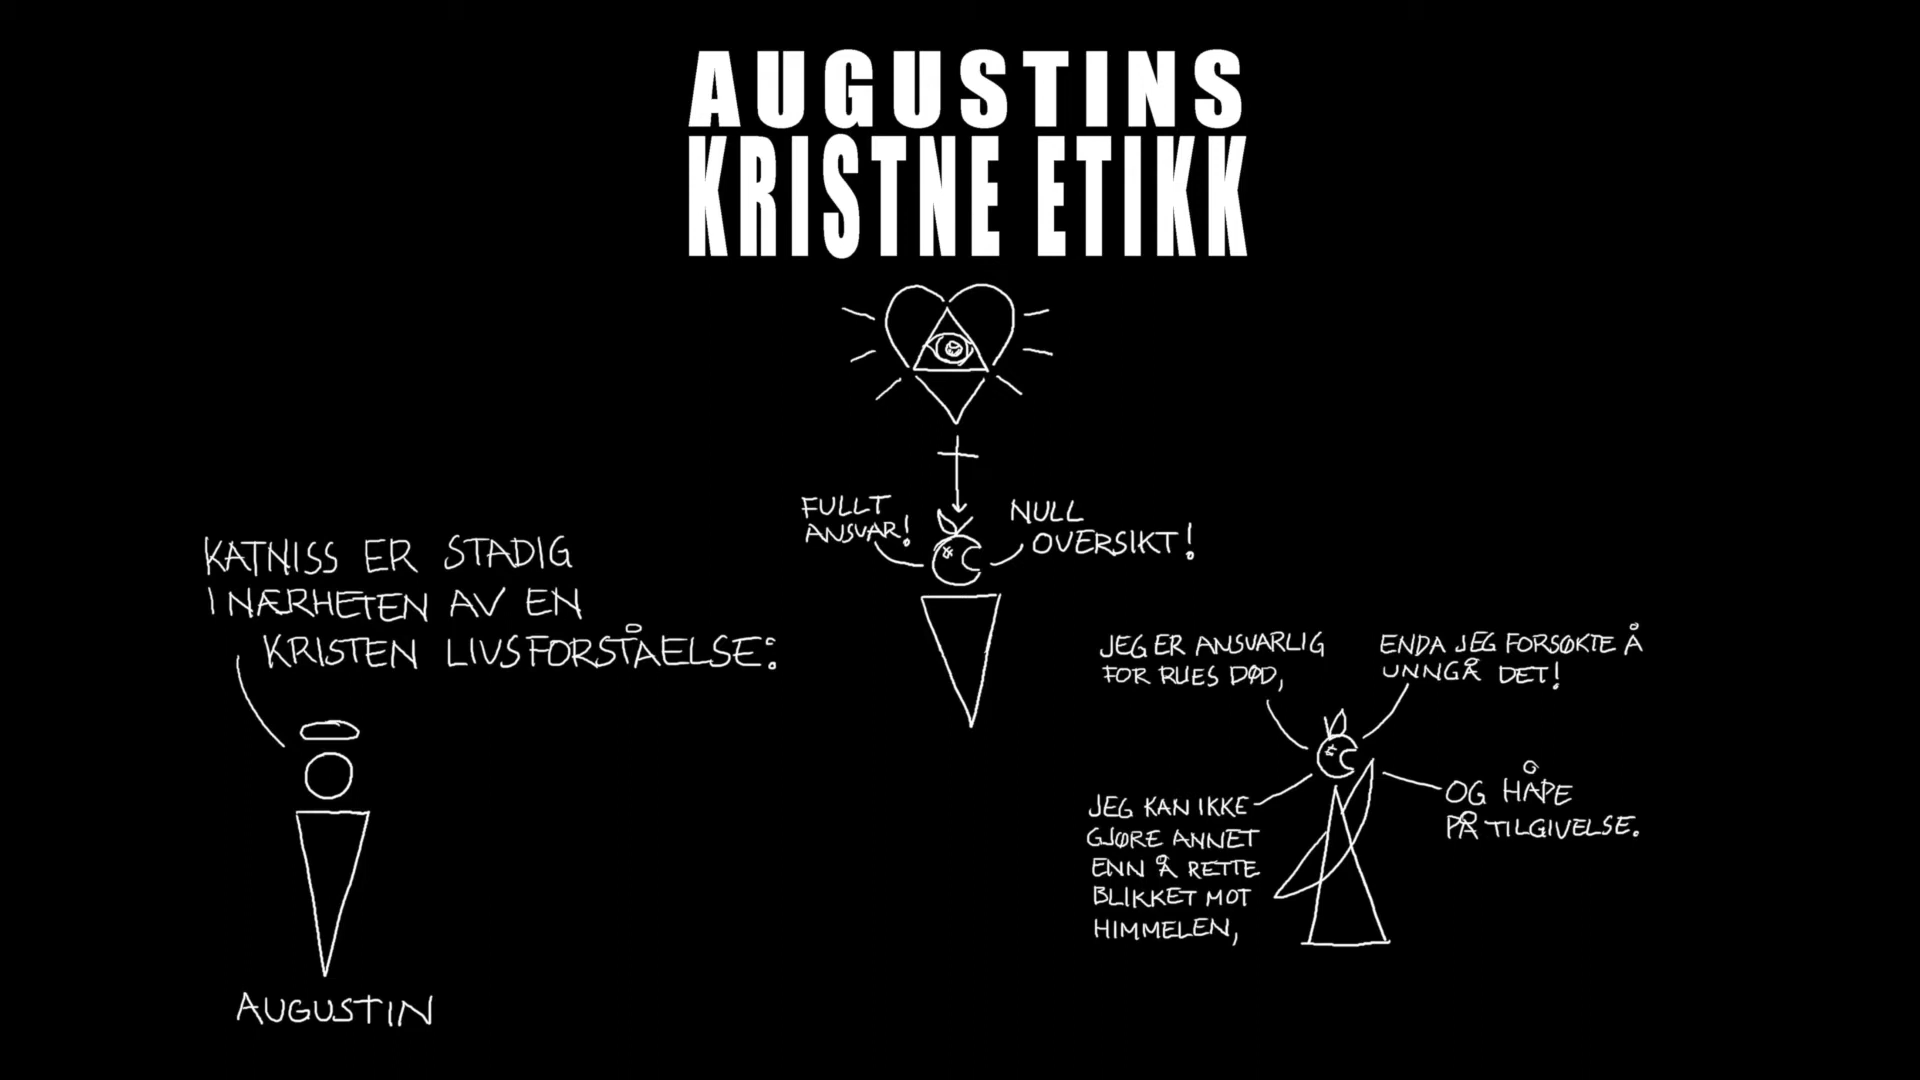 AUGUSTINS
KRISTNE ETIKK
FULLT
ANSVAR!
NULL
OVERSIKT!
KATNISS ER STADIG
I NÆRHETEN AV EN
KRISTEN LIVSFORSTÅELSE:
AUGUSTIN
JEG ER ANSVARLIG
FOR RUES DØD,
ENDA JEG FORSØKTE Å
UNNGÅ DET!
JEG KAN IKKE
GJØRE ANNET
ENN Å RETTE
BLIKKET MOT
HIMMELEN,
OG HÅPE
PÅ TILGIVELSE.